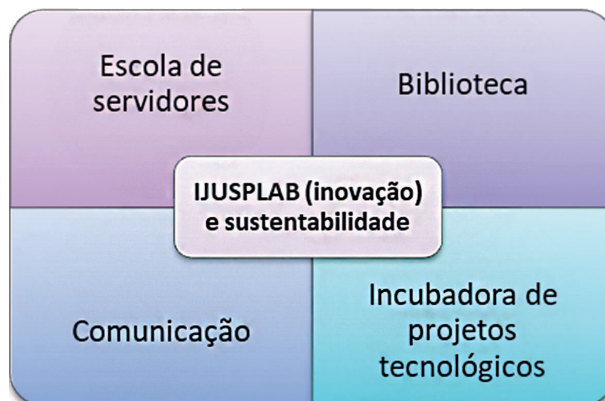 Escola de
servidores
Biblioteca
IJUSPLAB (inovação)
e sustentabilidade
Comunicação
Incubadora de
projetos
tecnológicos